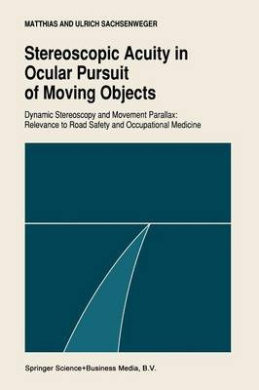 MATTHIAS AND ULRICH SACHSENWEGER
Stereoscopic Acuity in
Ocular Pursuit
of Moving Objects
Dynamic Stereoscopy and Movement Parallax:
Relevance to Road Safety and Occupational Medicine
Springer Science+Business Media, B.V.